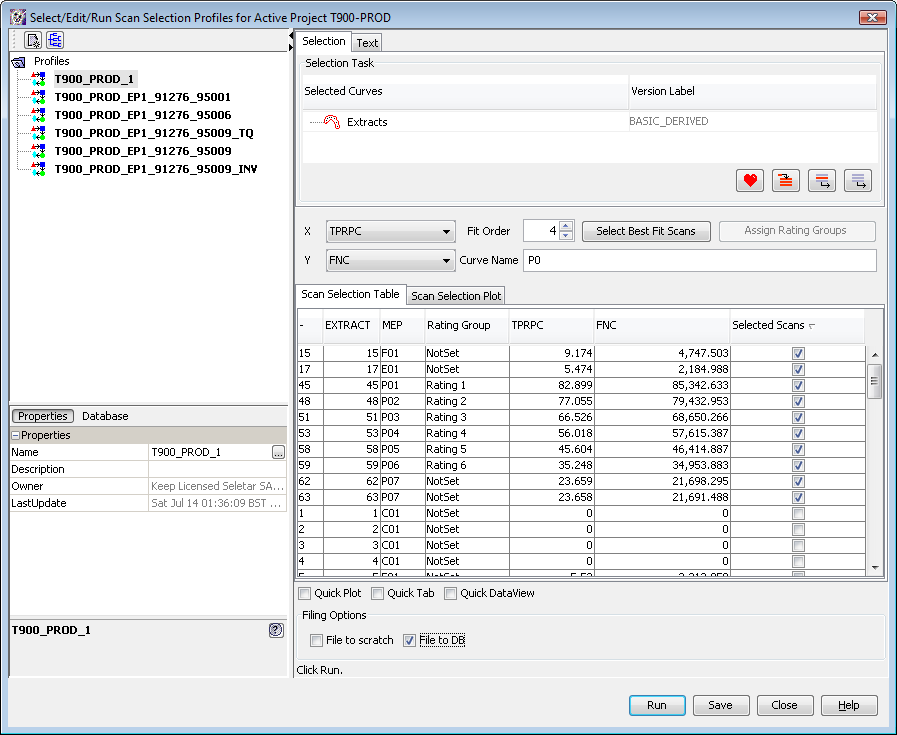 Select/Edit/Run Scan Selection Profiles for Active Project T900-PROD
Profiles
T900_PROD_1
T900_PROD_EP1_91276_95001
T900_PROD_EP1_91276_95006
T900_PROD_EP1_91276_95009_TQ
T900_PROD_EP1_91276_95009
T900_PROD_EP1_91276_95009_INV
Properties Database
Properties
Name T900_PROD_1 ...
Description
Owner Keep Licensed Seletar SA...
LastUpdate Sat Jul 14 01:36:09 BST ...
T900_PROD_1
Selection Text
Selection Task
Selected Curves Version Label
Extracts BASIC_DERIVED
X TPRPC Fit Order 4 Select Best Fit Scans Assign Rating Groups
Y FNC Curve Name P0
Scan Selection Table Scan Selection Plot
- EXTRACT MEP Rating Group TPRPC FNC Selected Scans
15 15 F01 NotSet 9.174 4,747.503
17 17 E01 NotSet 5.474 2,184.988
45 45 P01 Rating 1 82.899 85,342.633
48 48 P02 Rating 2 77.055 79,432.953
51 51 P03 Rating 3 66.526 68,650.266
53 53 P04 Rating 4 56.018 57,615.387
58 58 P05 Rating 5 45.604 46,414.887
59 59 P06 Rating 6 35.248 34,953.883
62 62 P07 NotSet 23.659 21,698.295
63 63 P07 NotSet 23.658 21,691.488
1 1 C01 NotSet 0 0
2 2 C01 NotSet 0 0
3 3 C01 NotSet 0 0
4 4 C01 NotSet 0 0
Quick Plot Quick Tab Quick DataView
Filing Options
File to scratch File to DB
Click Run.
Run Save Close Help